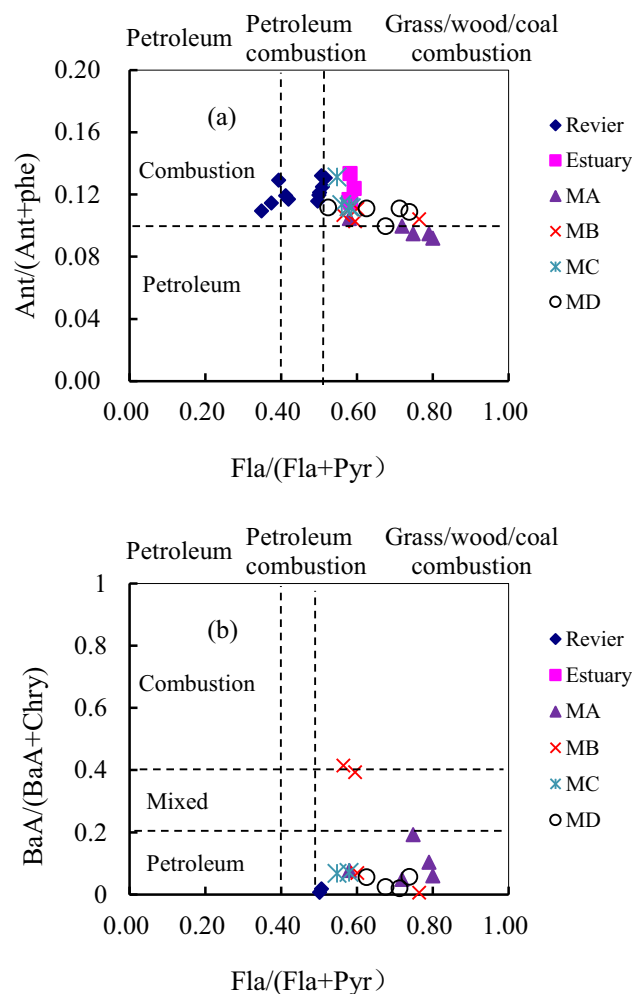 Petroleum Petroleum combustion Grass/wood/coal combustion
0.20
(a)
0.16
Combustion
0.12
0.08
Petroleum
0.04
0.00
Ant/(Ant+phe)
0.00 0.20 0.40 0.60 0.80 1.00
Fla/(Fla+Pyr）
Revier
Estuary
MA
MB
MC
MD
Petroleum Petroleum combustion Grass/wood/coal combustion
1
(b)
0.8
Combustion
0.6
0.4
Mixed
0.2
Petroleum
0
BaA/(BaA+Chry)
0.00 0.20 0.40 0.60 0.80 1.00
Fla/(Fla+Pyr）
Revier
Estuary
MA
MB
MC
MD